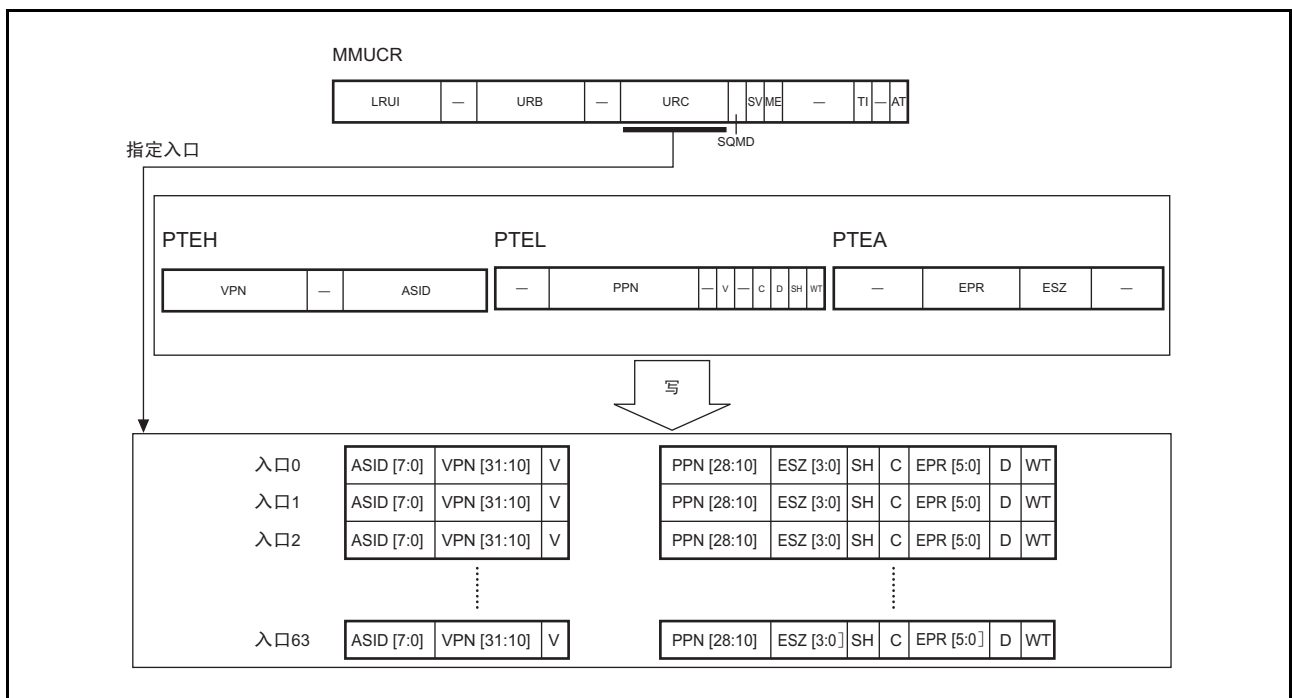 MMUCR
LRUI — URB — URC SV ME — TI — AT
SQMD
指定入口
PTEH PTEL PTEA
VPN — ASID — PPN — V — C D SH WT — EPR ESZ —
写
入口0 ASID [7:0] VPN [31:10] V PPN [28:10] ESZ [3:0] SH C EPR [5:0] D WT
入口1 ASID [7:0] VPN [31:10] V PPN [28:10] ESZ [3:0] SH C EPR [5:0] D WT
入口2 ASID [7:0] VPN [31:10] V PPN [28:10] ESZ [3:0] SH C EPR [5:0] D WT
入口63 ASID [7:0] VPN [31:10] V PPN [28:10] ESZ [3:0］ SH C EPR [5:0］ D WT